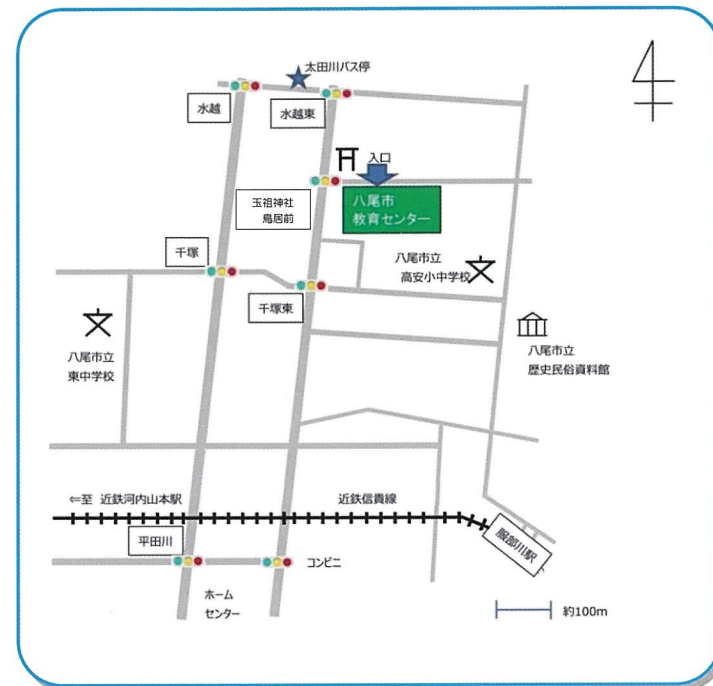 太田川バス停
水越
水越東
入口
玉祖神社
鳥居前
八尾市
教育センター
千塚
八尾市立
高安小中学校
千塚東
八尾市立
東中学校
八尾市立
歴史民俗資料館
⇐至 近鉄河内山本駅
近鉄信貴線
平田川
コンビニ
服部川駅
ホーム
センター
約100m